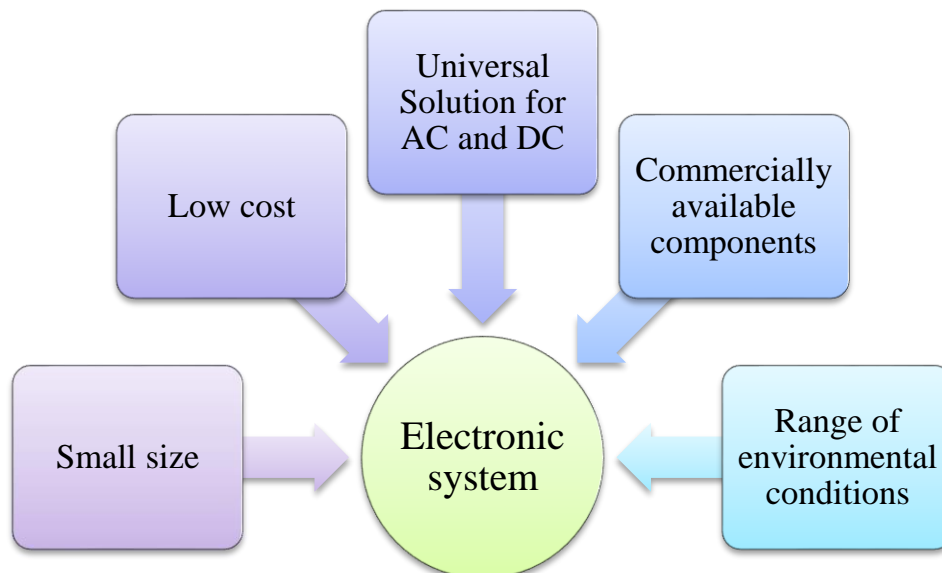 Universal
Solution for
AC and DC
Low cost
Commercially
available
components
Small size
Electronic
system
Range of
environmental
conditions